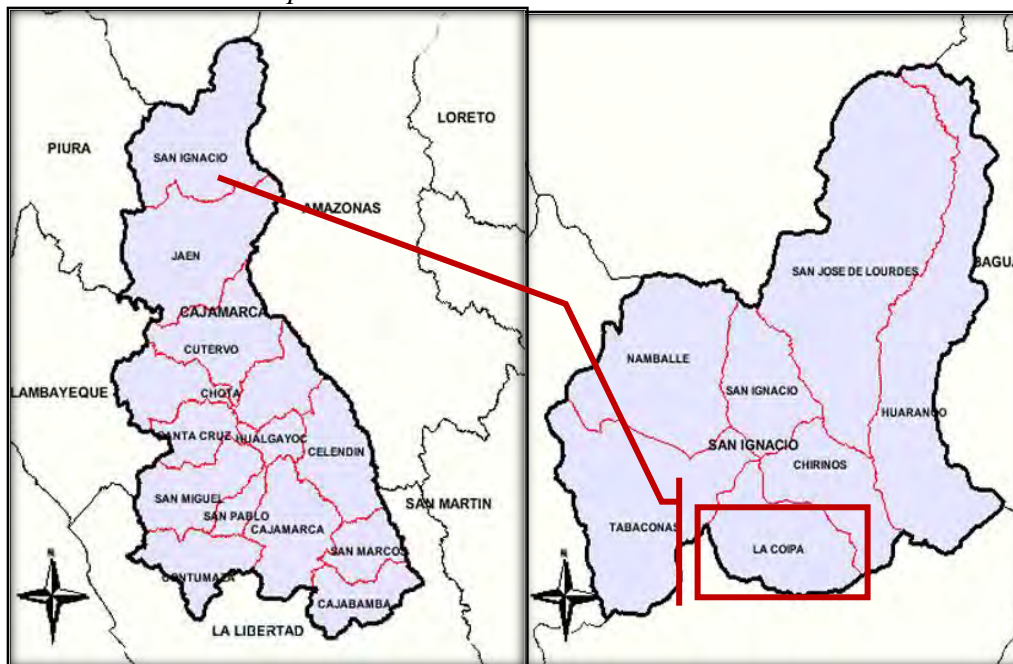 LORETO
PIURA
SAN IGNACIO
AMAZONAS
JAEN
CAJAMARCA
CUTERVO
LAMBAYEQUE
CHOTA
SANTA CRUZ
HUALGAYOC
CELENDIN
SAN MIGUEL
SAN MARTIN
SAN PABLO
CAJAMARCA
SAN MARCOS
CONTUMAZA
CAJABAMBA
LA LIBERTAD
N
BAGUA
SAN JOSE DE LOURDES
NAMBALLE
SAN IGNACIO
HUARANGO
SAN IGNACIO
CHIRINOS
TABACONAS
LA COIPA
N